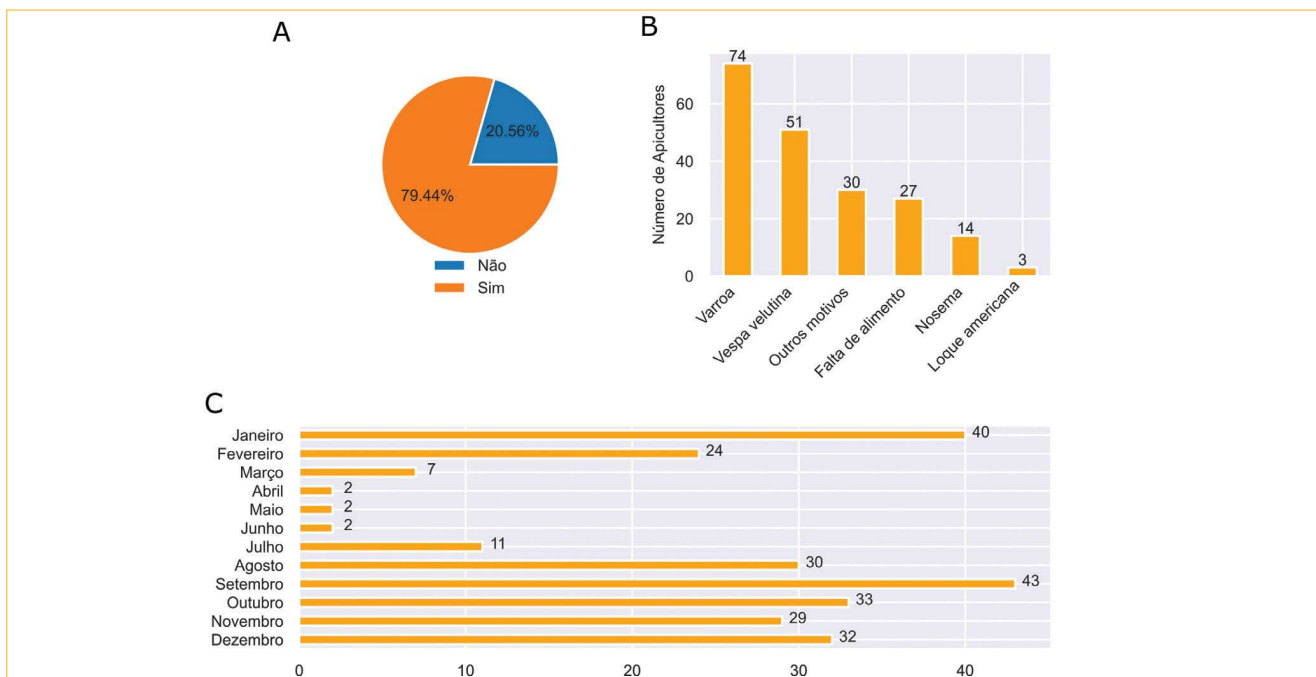 A
20.56%
79.44%
Não
Sim
B
Número de Apicultores
74
51
30
27
14
3
60
40
20
0
Varroa
Vespa velutina
Outros motivos
Falta de alimento
Nosema
Loque americana
C
Janeiro 40
Fevereiro 24
Março 7
Abril 2
Maio 2
Junho 2
Julho 11
Agosto 30
Setembro 43
Outubro 33
Novembro 29
Dezembro 32
0 10 20 30 40